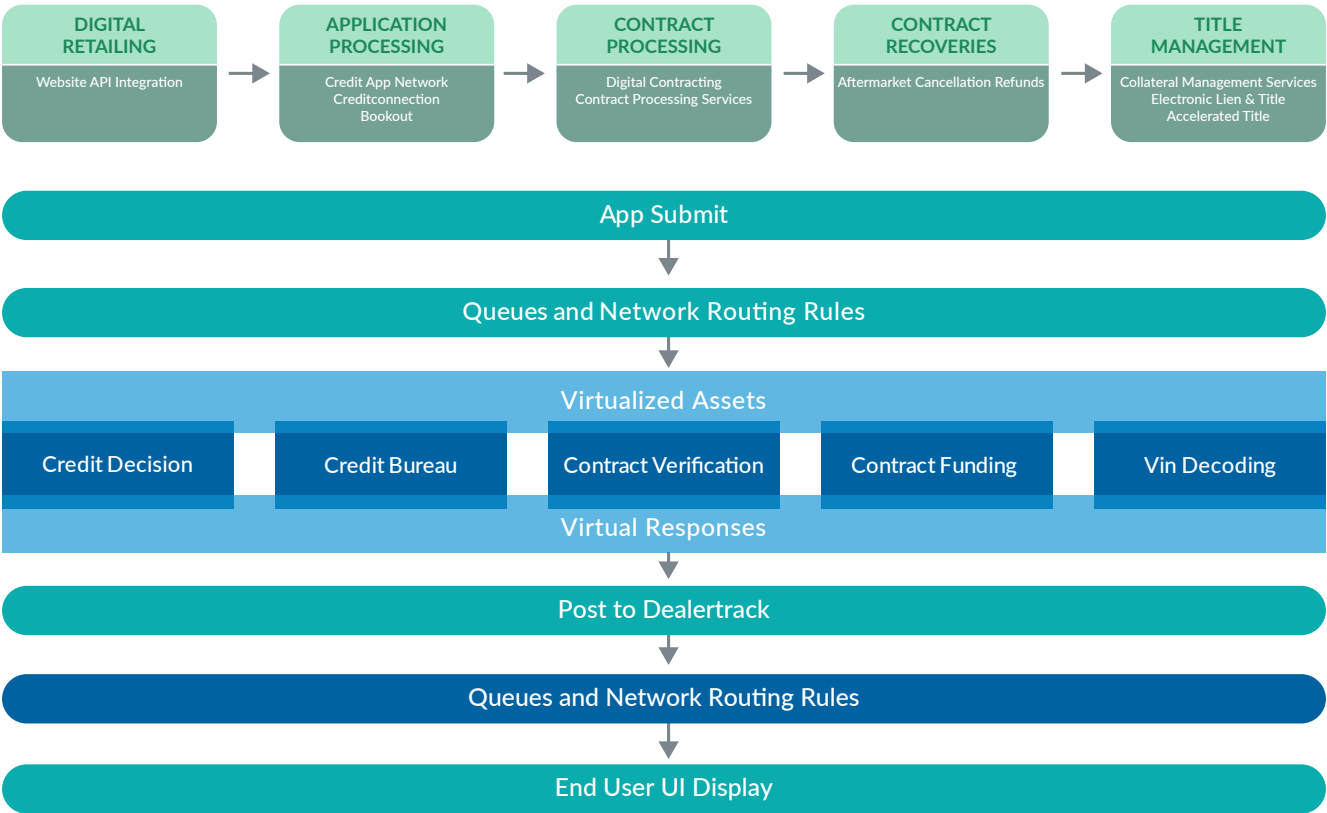 DIGITAL
RETAILING
Website API Integration
APPLICATION
PROCESSING
Credit App Network
Creditconnection
Bookout
CONTRACT
PROCESSING
Digital Contracting
Contract Processing Services
CONTRACT
RECOVERIES
Aftermarket Cancellation Refunds
TITLE
MANAGEMENT
Collateral Management Services
Electronic Lien & Title
Accelerated Title
App Submit
Queues and Network Routing Rules
Virtualized Assets
Credit Decision
Credit Bureau
Contract Verification
Contract Funding
Vin Decoding
Virtual Responses
Post to Dealertrack
Queues and Network Routing Rules
End User UI Display